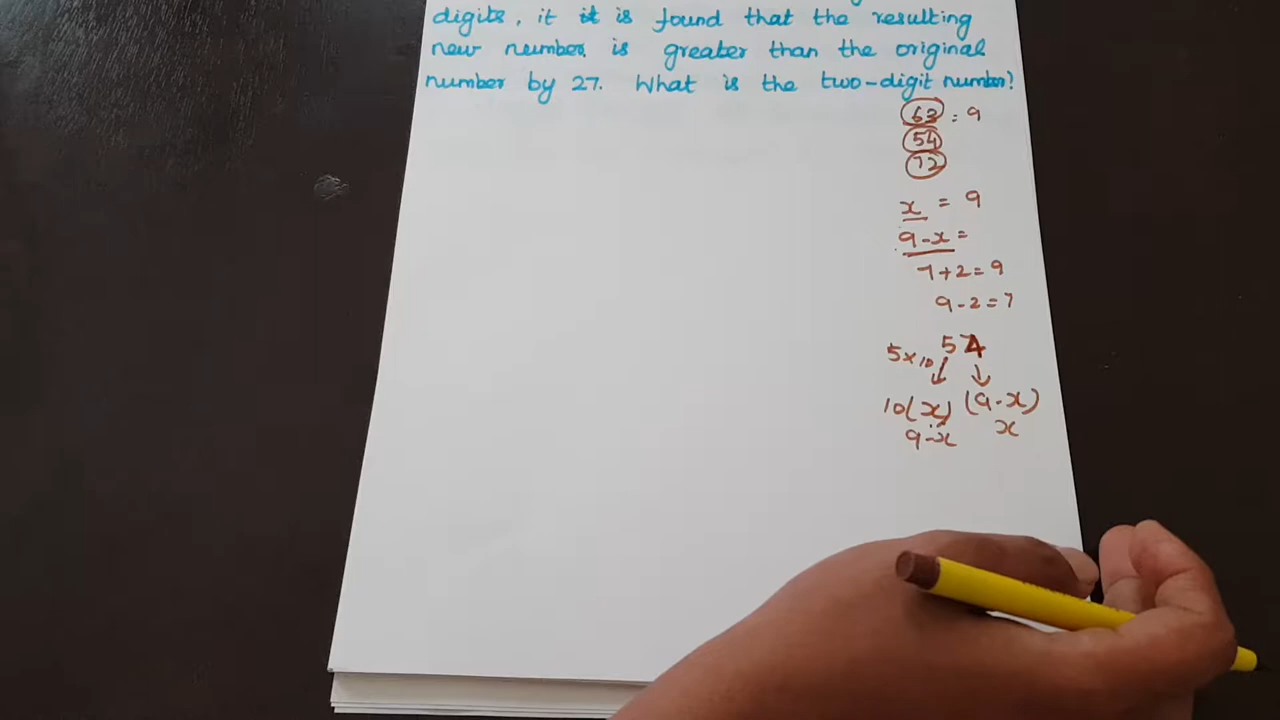 digits, it it is found that the resulting
new number is greater than the original
number by 27. What is the two-digit number?
63 = 9
54
72
x = 9
9-x =
7+2=9
9-2=7
5×10 54
10(x) (9-x)
9-x x